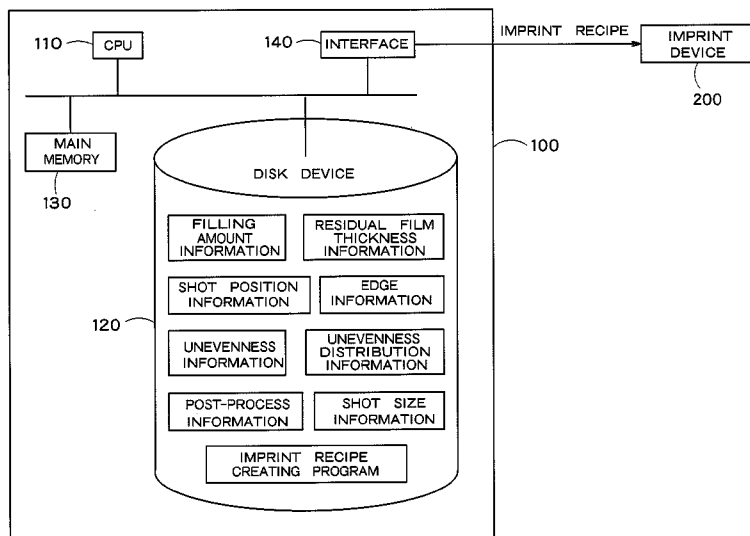 110
CPU
140
INTERFACE
IMPRINT RECIPE
IMPRINT
DEVICE
200
MAIN
MEMORY
130
100
DISK DEVICE
120
FILLING
AMOUNT
INFORMATION
RESIDUAL FILM
THICKNESS
INFORMATION
SHOT POSITION
INFORMATION
EDGE
INFORMATION
UNEVENNESS
INFORMATION
UNEVENNESS
DISTRIBUTION
INFORMATION
POST-PROCESS
INFORMATION
SHOT SIZE
INFORMATION
IMPRINT RECIPE
CREATING PROGRAM